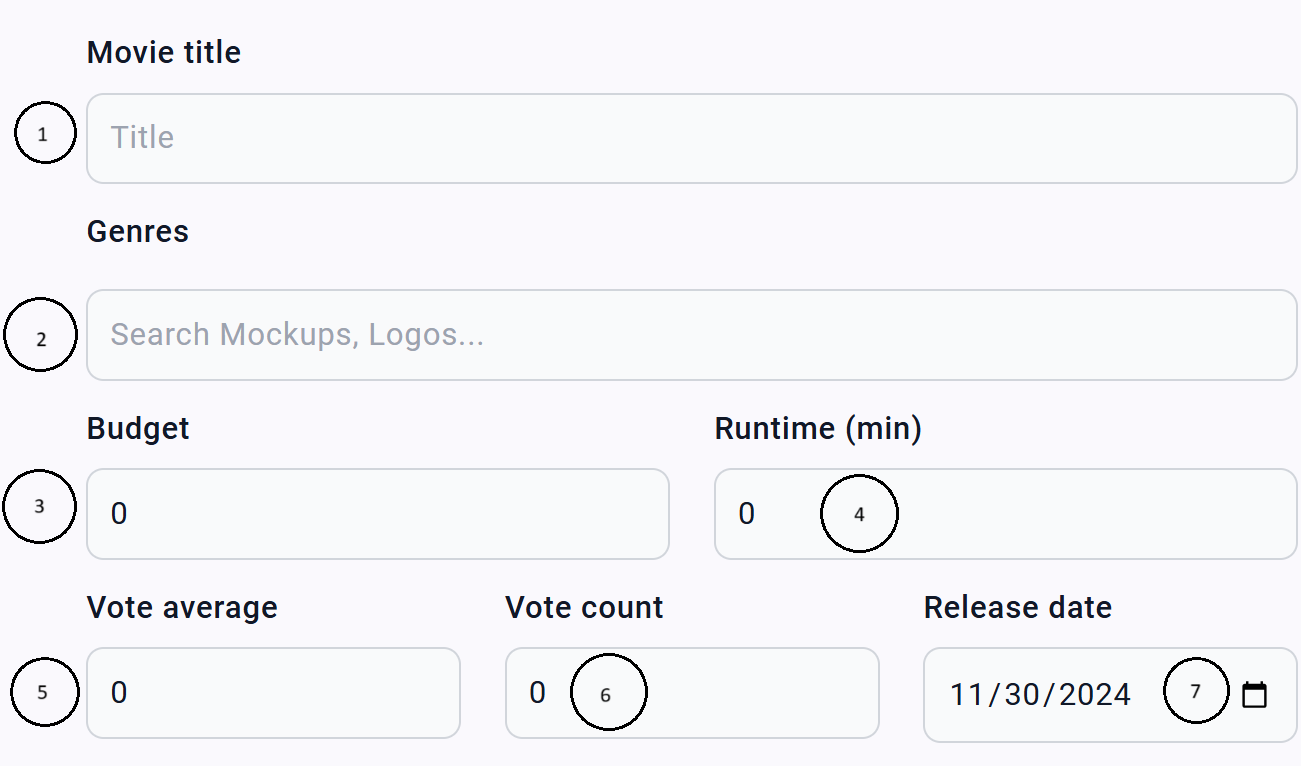 Movie title
1 Title
Genres
2 Search Mockups, Logos...
Budget Runtime (min)
3 0 0 4
Vote average Vote count Release date
5 0 0 6 11/30/2024 7